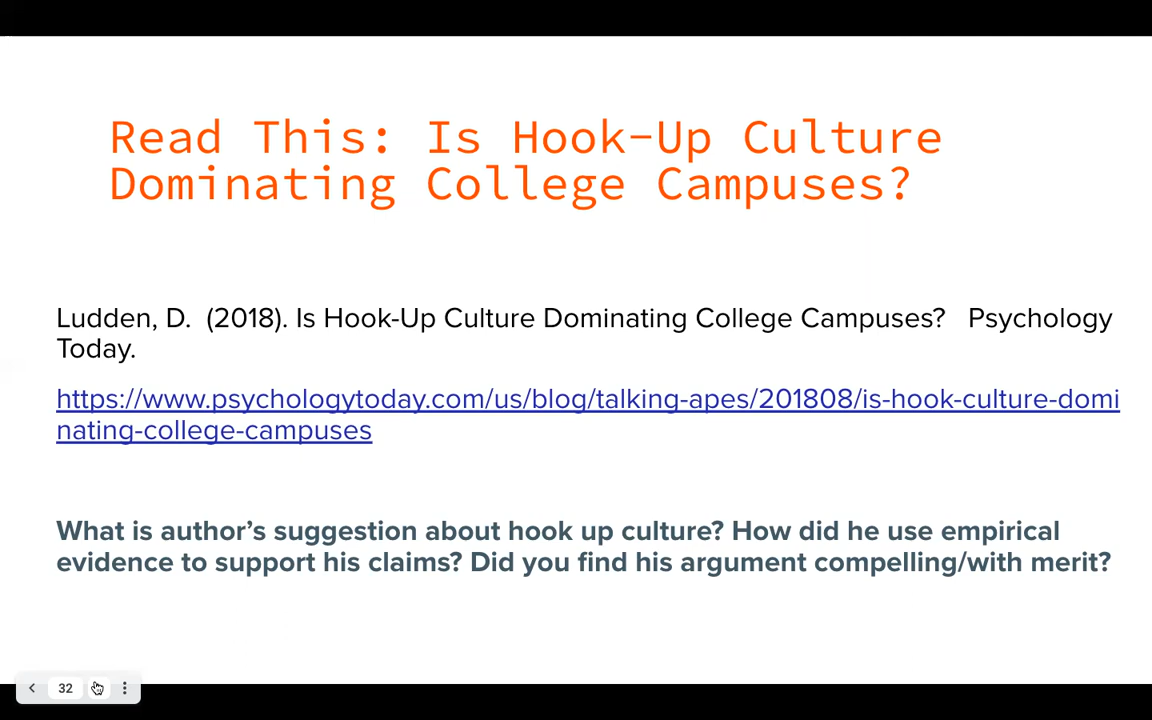 Read This: Is Hook-Up Culture
Dominating College Campuses?
Ludden, D.  (2018). Is Hook-Up Culture Dominating College Campuses?   Psychology
Today.
https://www.psychologytoday.com/us/blog/talking-apes/201808/is-hook-culture-domi
nating-college-campuses
What is author’s suggestion about hook up culture? How did he use empirical
evidence to support his claims? Did you find his argument compelling/with merit?
32